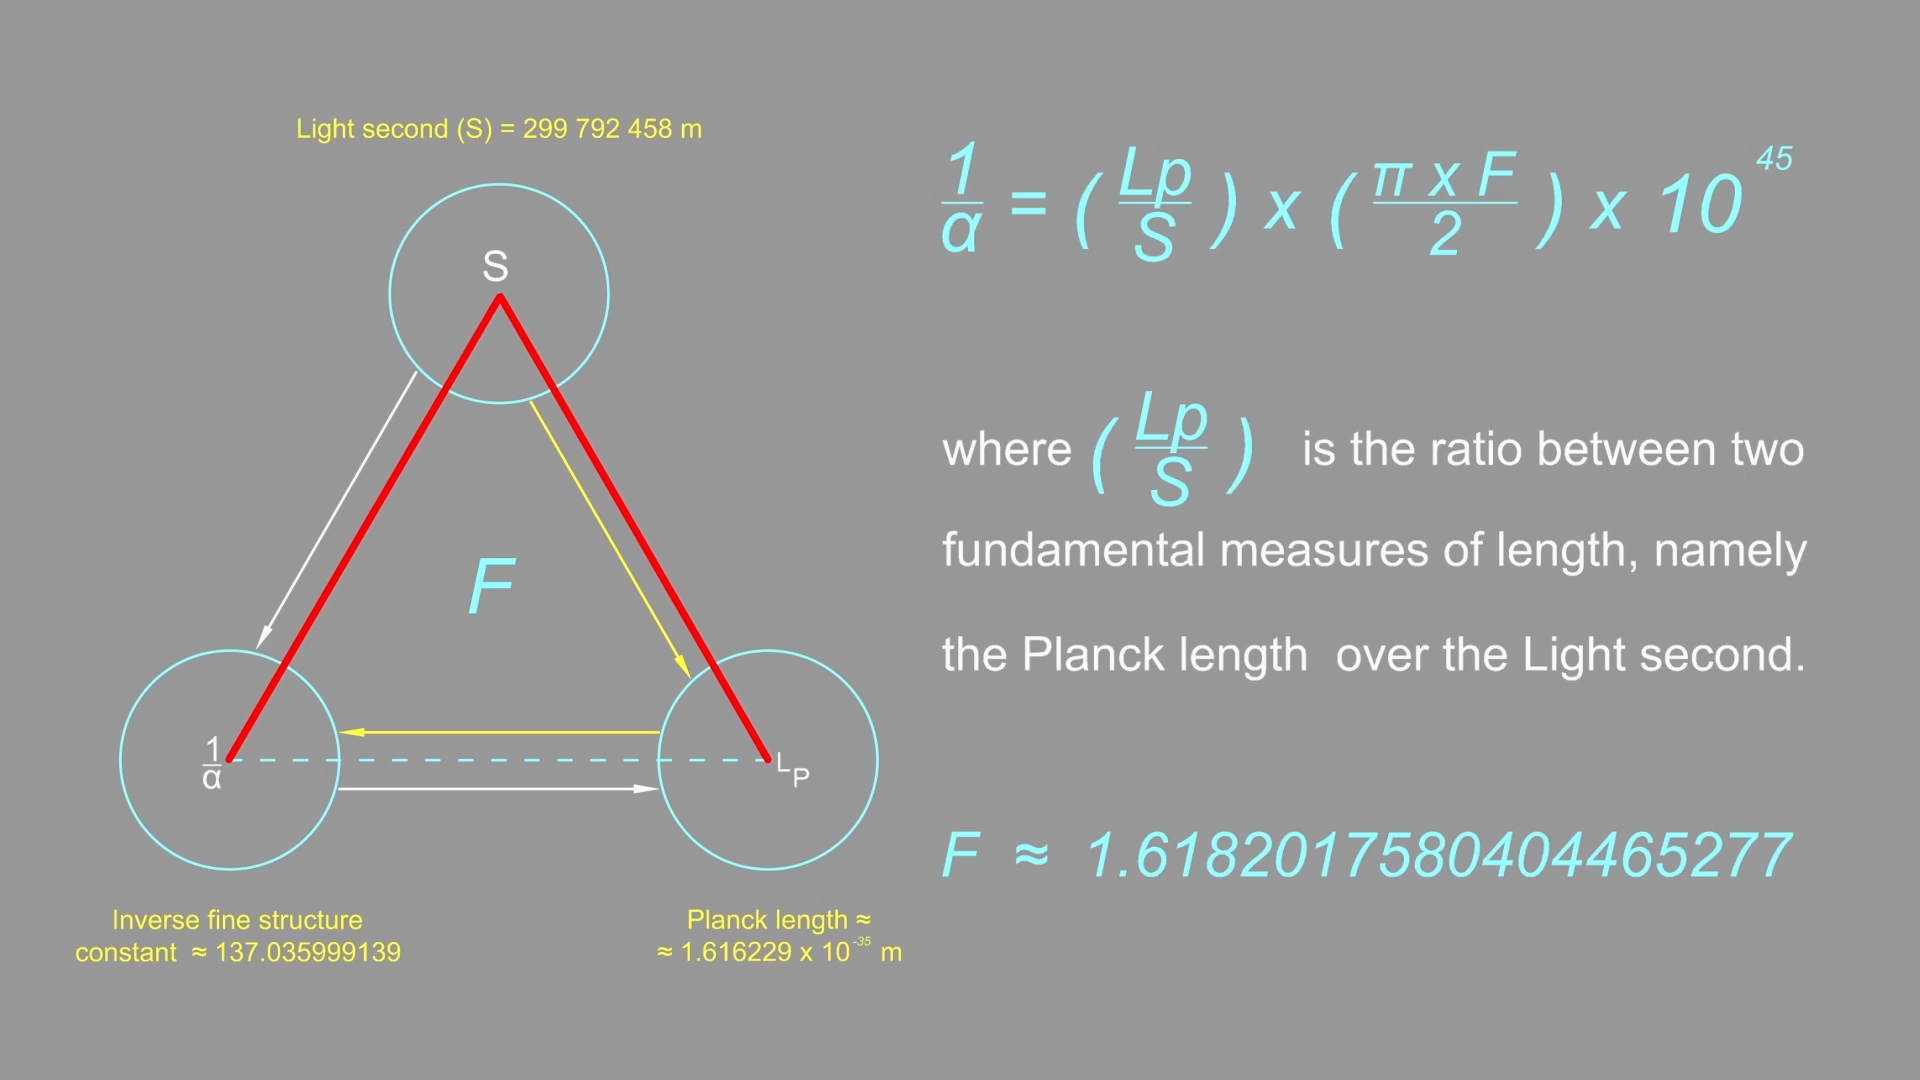 Light second (S) = 299 792 458 m
S
F
1
α
LP
Inverse fine structure
constant ≈ 137.035999139
Planck length ≈
≈ 1.616229 x 10-35 m
1/α = ( Lp/S ) x ( π x F/2 ) x 10 45
where ( Lp/S ) is the ratio between two
fundamental measures of length, namely
the Planck length over the Light second.
F ≈ 1.6182017580404465277